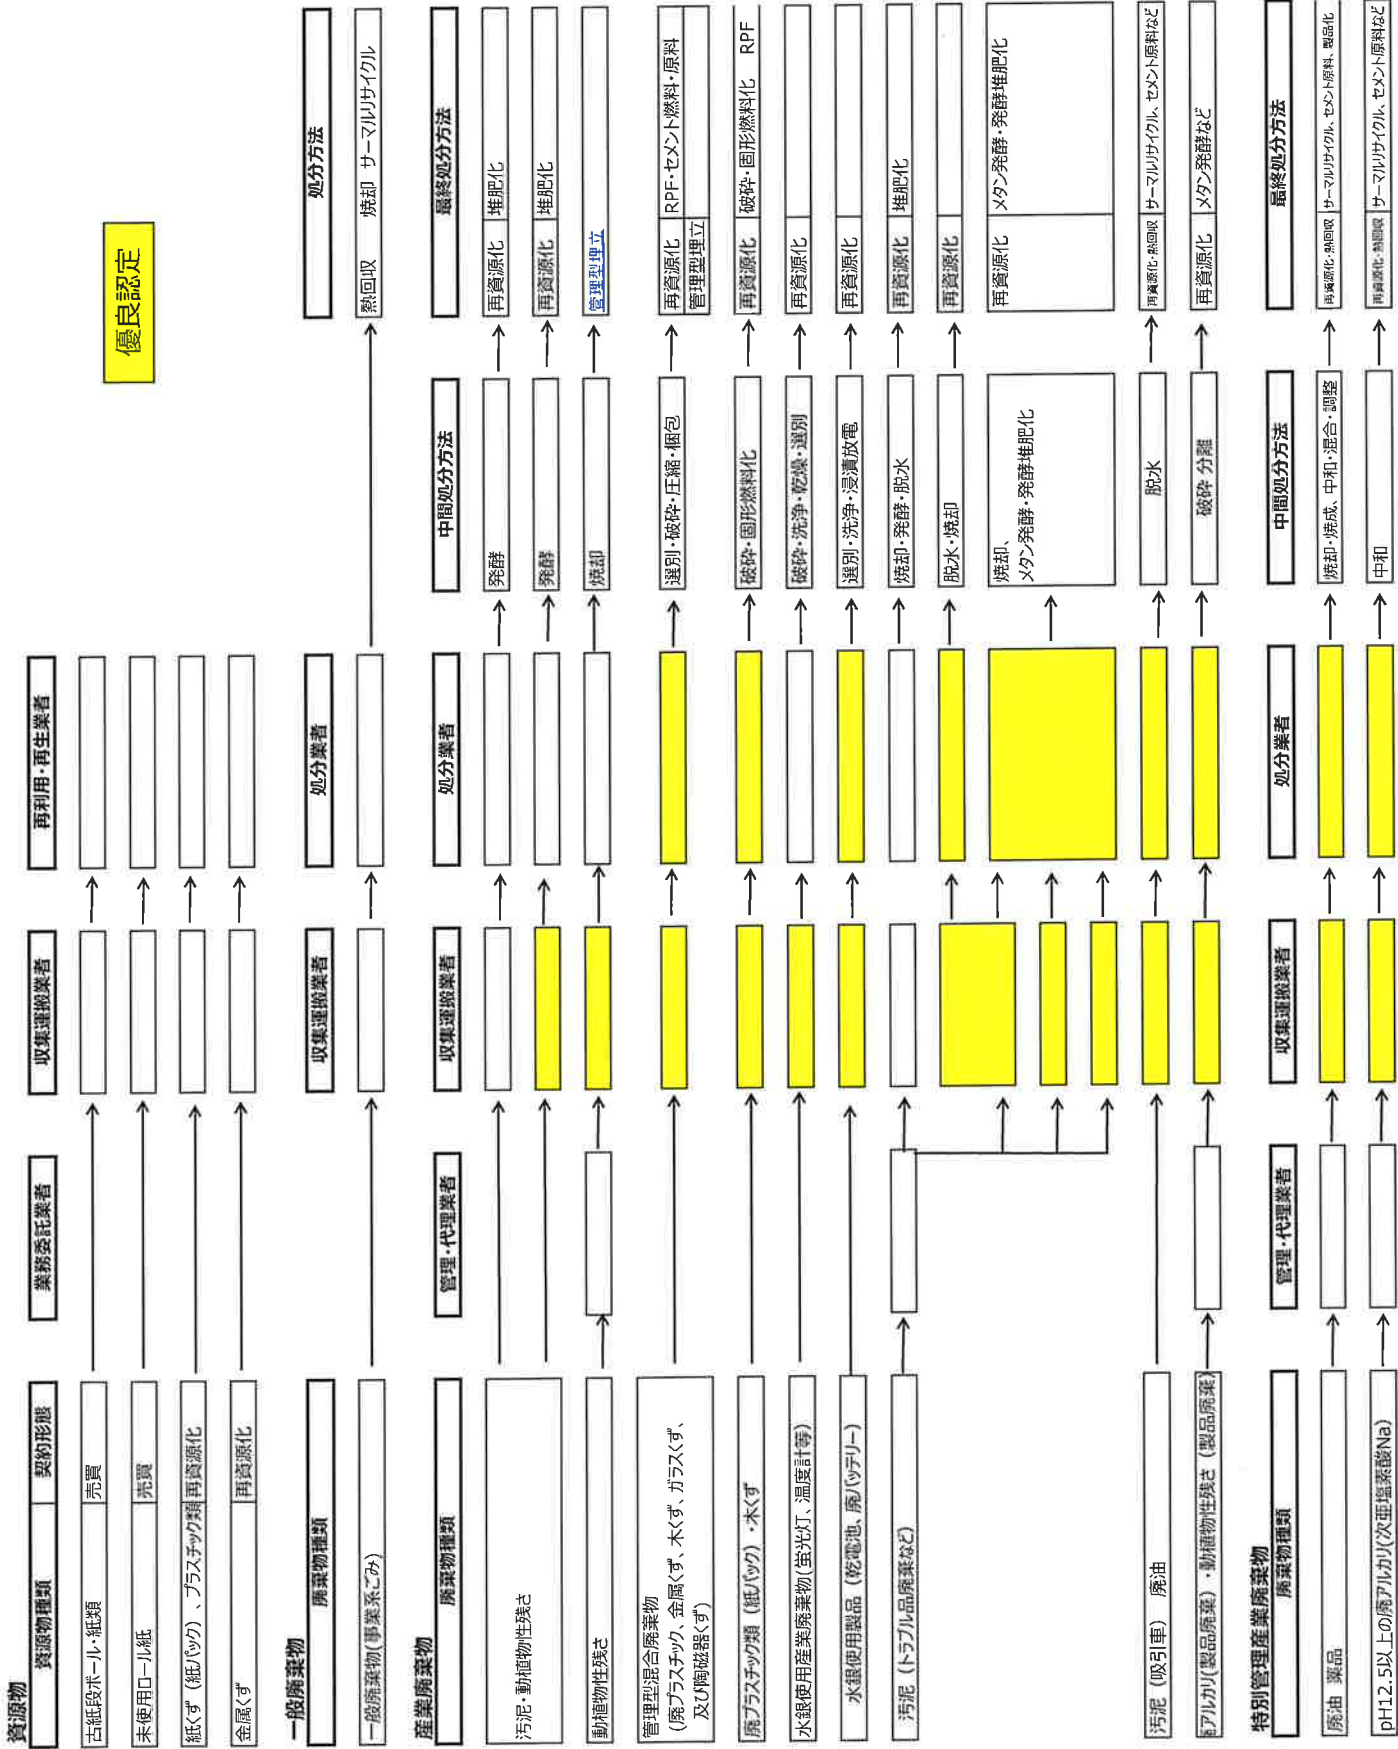 優良認定
資源物
資源物種類 契約形態 業務委託業者 収集運搬業者 再利用・再生業者
古紙段ボール・紙類 売買
未使用ロール紙 売買
紙くず（紙パック）、プラスチック類 再資源化
金属くず 再資源化
一般廃棄物
廃棄物種類 収集運搬業者 処分業者 処分方法
一般廃棄物(事業系ごみ) 熱回収 焼却 サーマルリサイクル
産業廃棄物
廃棄物種類 管理・代理業者 収集運搬業者 処分業者 中間処分方法 最終処分方法
汚泥・動植物性残さ 発酵 再資源化 堆肥化
発酵 再資源化 堆肥化
動植物性残さ 焼却 管理型埋立
管理型混合廃棄物
(廃プラスチック、金属くず、木くず、ガラスくず、
及び陶磁器くず)
選別・破砕・圧縮・梱包 再資源化 RPF・セメント燃料・原料
管理型埋立
廃プラスチック類（紙パック）・木くず 破砕・固形燃料化 再資源化 破砕・固形燃料化 RPF
水銀使用産業廃棄物(蛍光灯、温度計等) 破砕・洗浄・乾燥・選別 再資源化
水銀使用製品（乾電池、廃バッテリー） 選別・洗浄・浸漬放電 再資源化
汚泥（トラブル品廃棄など） 焼却・発酵・脱水 再資源化 堆肥化
脱水・焼却 再資源化
焼却、
メタン発酵・発酵堆肥化
再資源化 メタン発酵・発酵堆肥化
汚泥（吸引車） 廃油 脱水 再資源化・熱回収 サーマルリサイクル、セメント原料など
アルカリ(製品廃棄）・動植物性残さ（製品廃棄） 破砕 分離 再資源化 メタン発酵など
特別管理産業廃棄物
廃棄物種類 管理・代理業者 収集運搬業者 処分業者 中間処分方法 最終処分方法
廃油 薬品 焼却・焼成、中和・混合・調整 再資源化・熱回収 サーマルリサイクル、セメント原料、製品化
pH12.5以上の廃アルカリ(次亜塩素酸Na) 中和 再資源化・熱回収 サーマルリサイクル、セメント原料など